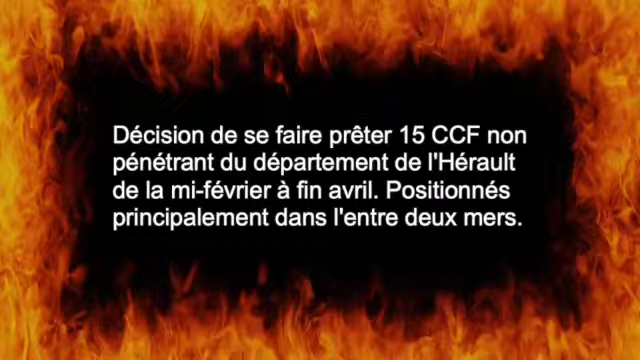 Décision de se faire prêter 15 CCF non
pénétrant du département de l'Hérault
de la mi-février à fin avril. Positionnés
principalement dans l'entre deux mers.